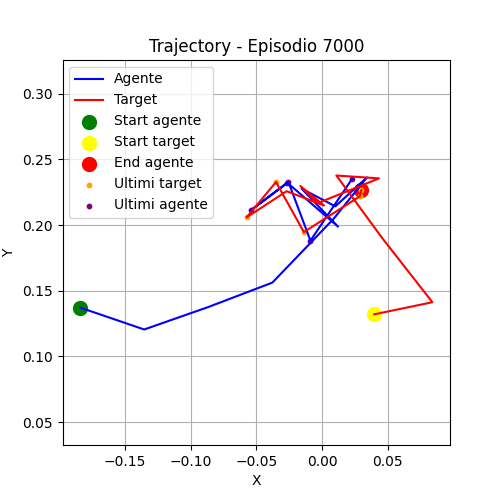 Trajectory - Episodio 7000
Agente
Target
Start agente
Start target
End agente
Ultimi target
Ultimi agente
0.30
0.25
0.20
0.15
0.10
0.05
Y
−0.15
−0.10
−0.05
0.00
0.05
X